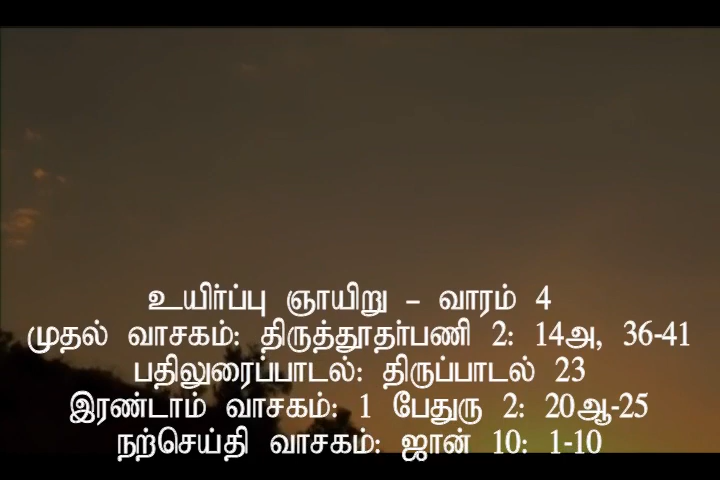 உயிர்ப்பு ஞாயிறு – வாரம் 4
முதல் வாசகம்: திருத்தூதர்பணி 2: 14அ, 36-41
பதிலுரைப்பாடல்: திருப்பாடல் 23
இரண்டாம் வாசகம்: 1 பேதுரு 2: 20ஆ-25
நற்செய்தி வாசகம்: ஜான் 10: 1-10